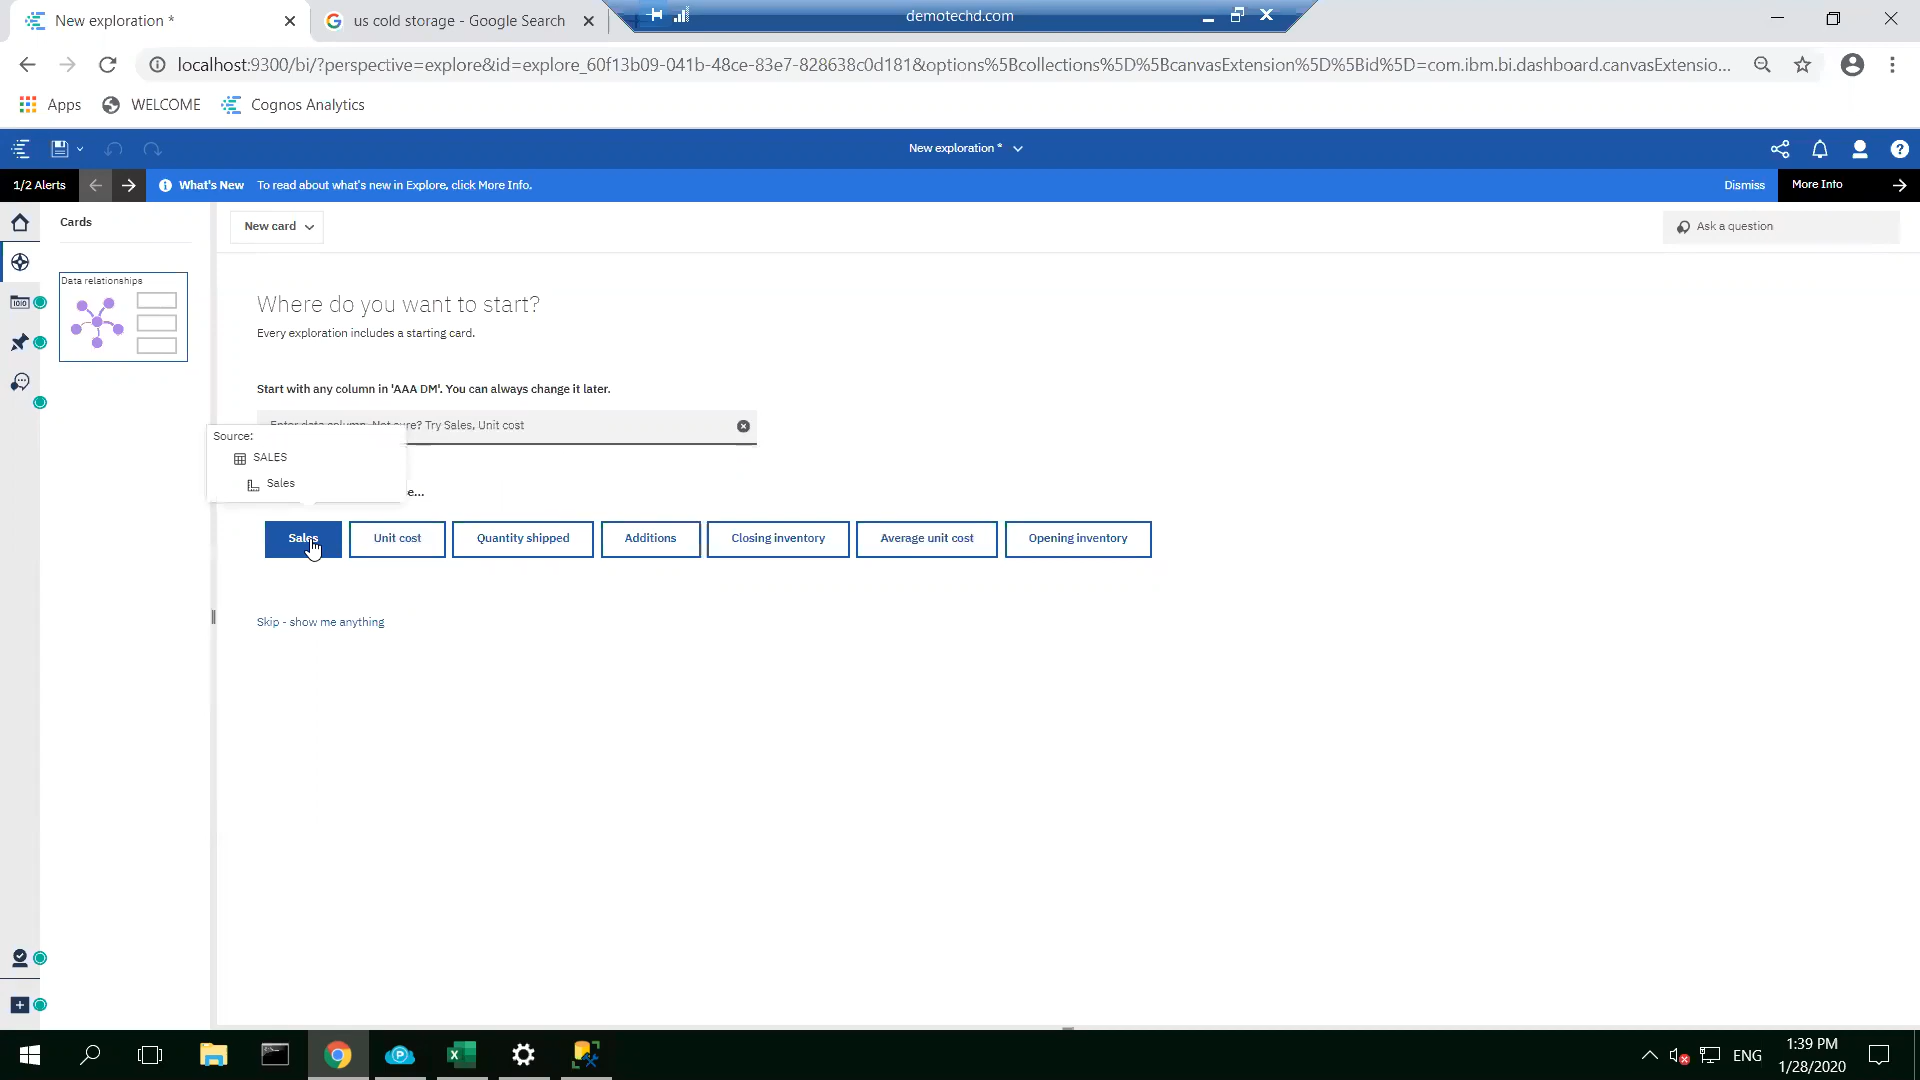 New exploration *
us cold storage - Google Search
demotechd.com
localhost:9300/bi/?perspective=explore&id=explore_60f13b09-041b-48ce-83e7-828638c0d181&options%5Bcollections%5D%5BcanvasExtension%5D%5Bid%5D=com.ibm.bi.dashboard.canvasExtensio...
Apps
WELCOME
Cognos Analytics
New exploration *
1/2 Alerts
What's New
To read about what's new in Explore, click More Info.
Dismiss
More Info
Cards
New card
Ask a question
Data relationships
Where do you want to start?
Every exploration includes a starting card.
Start with any column in 'AAA DM'. You can always change it later.
Enter data column. Not sure? Try Sales, Unit cost
Source:
SALES
Sales
e...
Sales
Unit cost
Quantity shipped
Additions
Closing inventory
Average unit cost
Opening inventory
Skip - show me anything
ENG
1:39 PM
1/28/2020